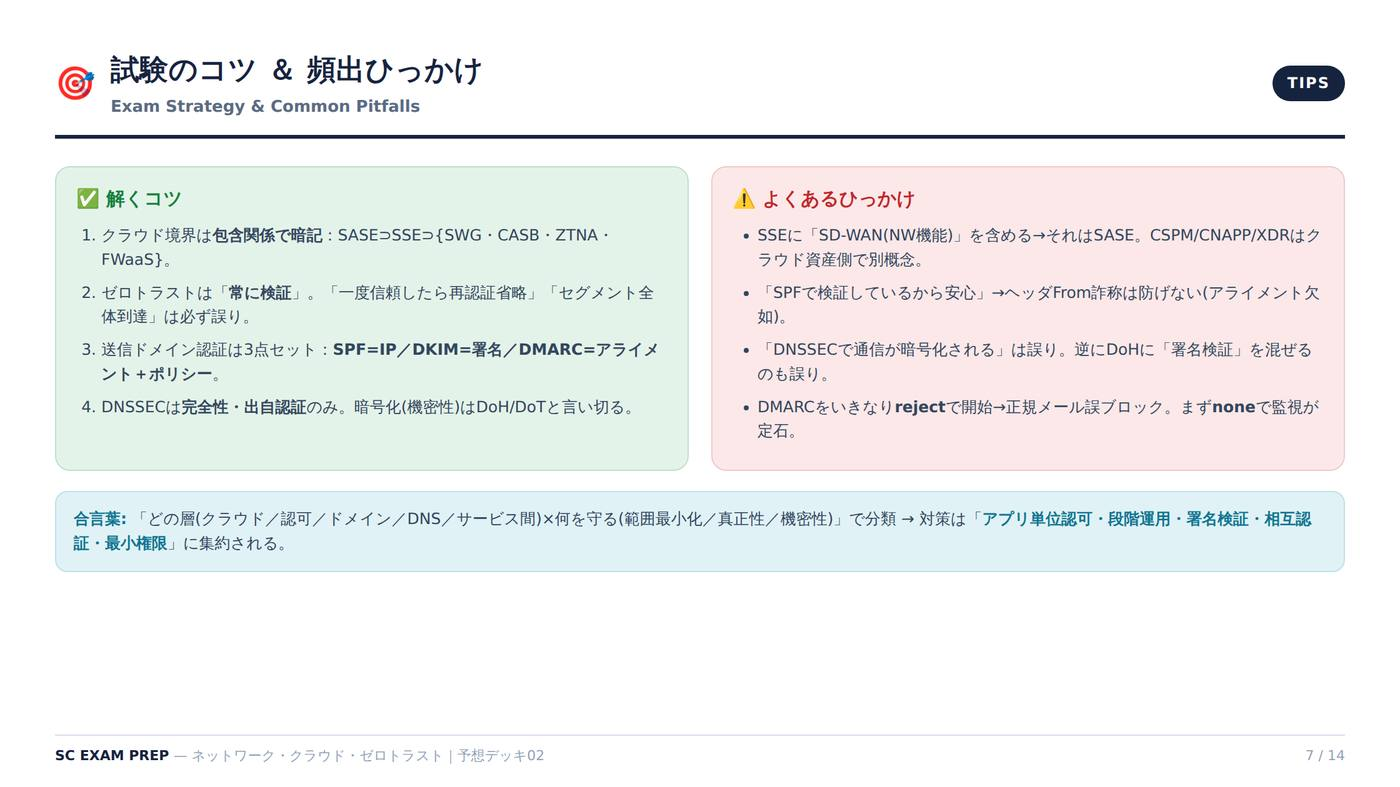 🎯 試験のコツ ＆ 頻出ひっかけ
Exam Strategy & Common Pitfalls
TIPS
✅ 解くコツ
1. クラウド境界は包含関係で暗記：SASE⊃SSE⊃{SWG・CASB・ZTNA・
FWaaS}。
2. ゼロトラストは「常に検証」。「一度信頼したら再認証省略」「セグメント全
体到達」は必ず誤り。
3. 送信ドメイン認証は3点セット：SPF=IP／DKIM=署名／DMARC=アライメ
ント＋ポリシー。
4. DNSSECは完全性・出自認証のみ。暗号化(機密性)はDoH/DoTと言い切る。
⚠️ よくあるひっかけ
• SSEに「SD-WAN(NW機能)」を含める→それはSASE。CSPM/CNAPP/XDRはク
ラウド資産側で別概念。
• 「SPFで検証しているから安心」→ヘッダFrom詐称は防げない(アライメント欠
如)。
• 「DNSSECで通信が暗号化される」は誤り。逆にDoHに「署名検証」を混ぜる
のも誤り。
• DMARCをいきなりrejectで開始→正規メール誤ブロック。まずnoneで監視が
定石。
合言葉: 「どの層(クラウド／認可／ドメイン／DNS／サービス間)×何を守る(範囲最小化／真正性／機密性)」で分類 → 対策は「アプリ単位認可・段階運用・署名検証・相互認
証・最小権限」に集約される。
SC EXAM PREP — ネットワーク・クラウド・ゼロトラスト｜予想デッキ02
7 / 14